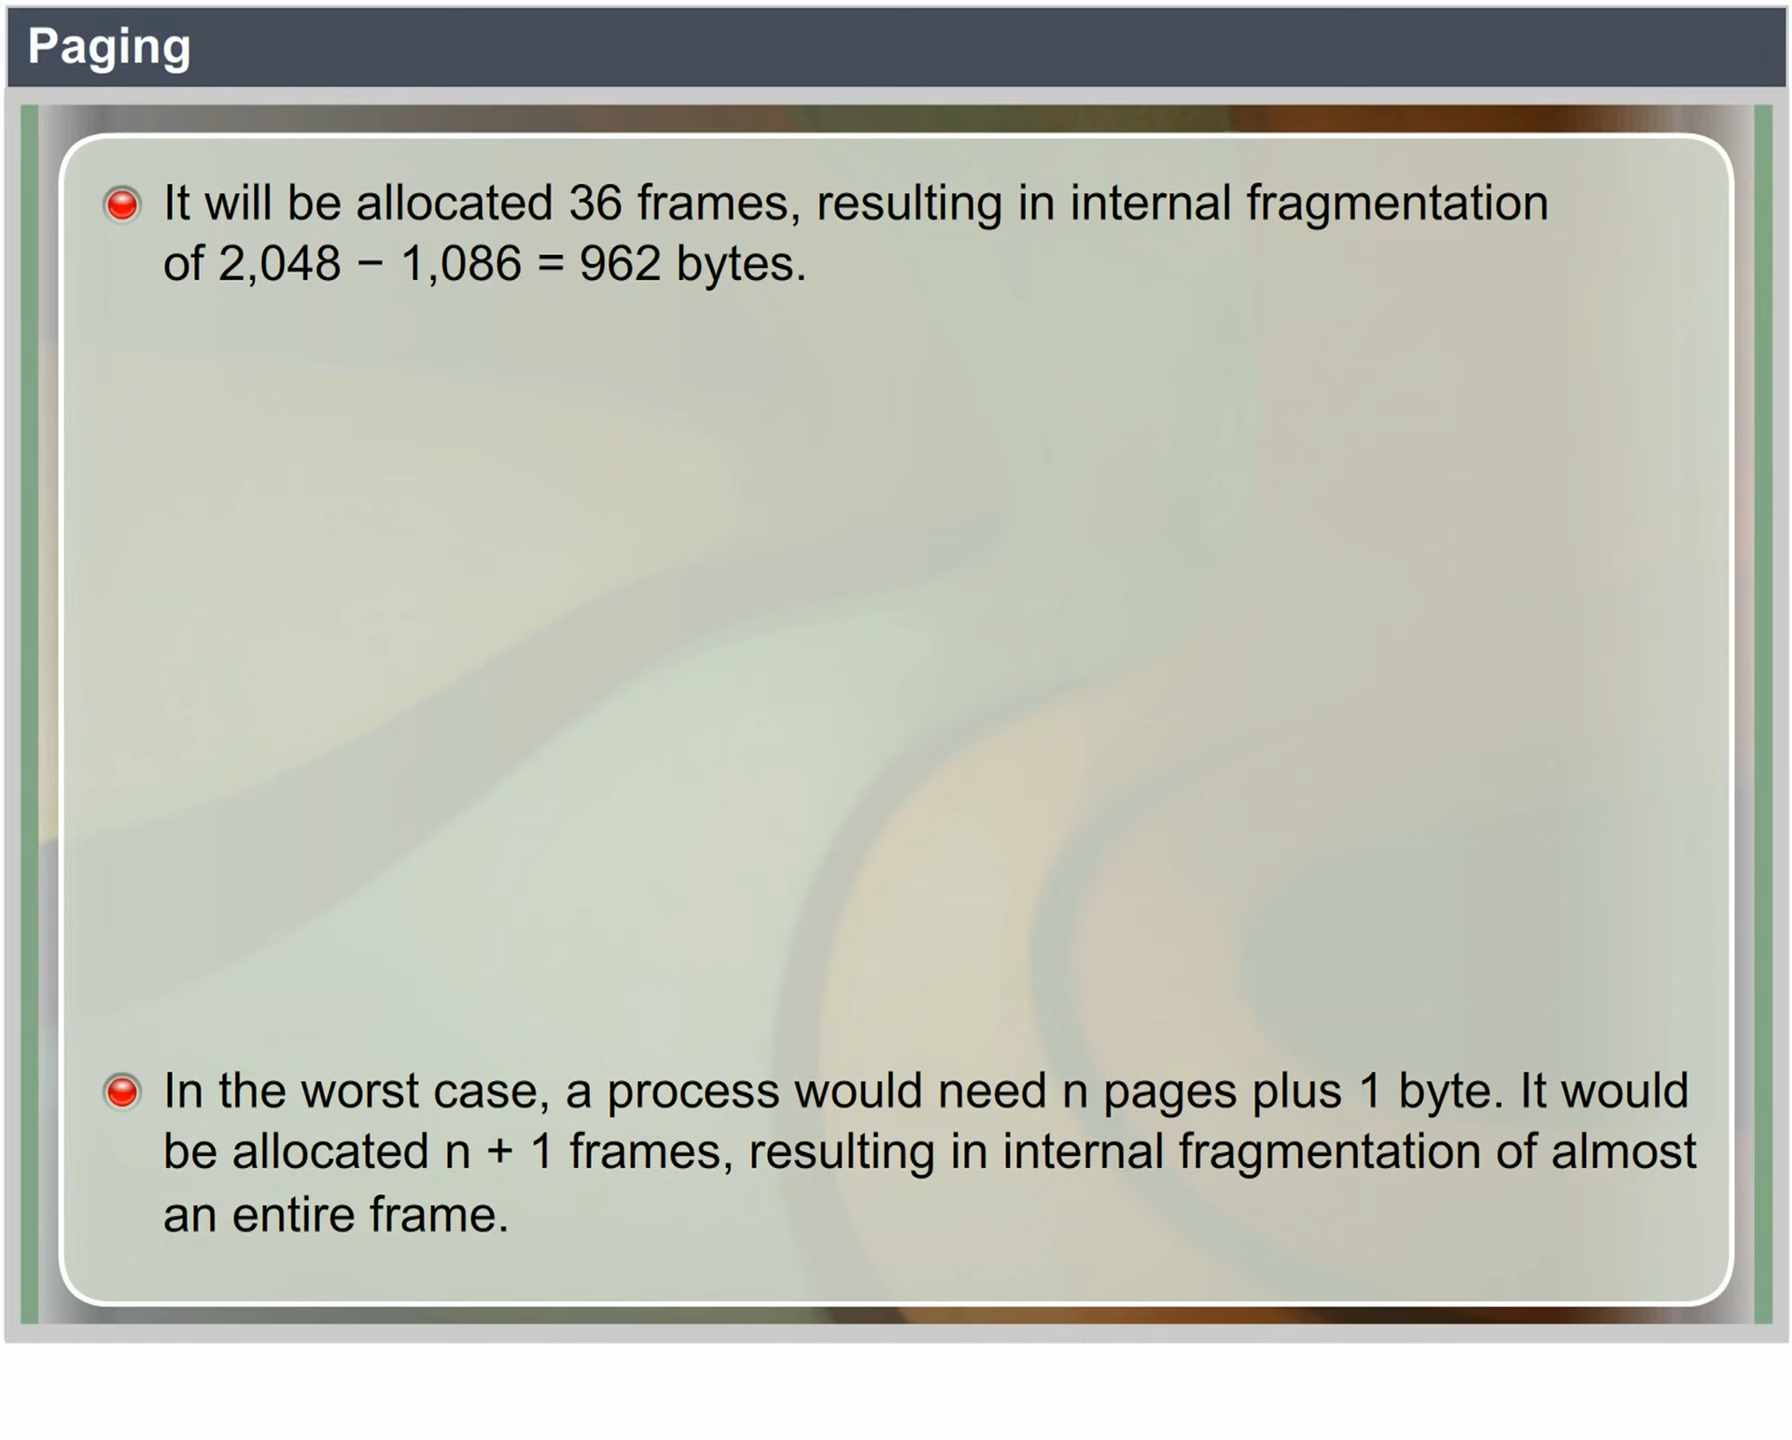 Paging
It will be allocated 36 frames, resulting in internal fragmentation
of 2,048 − 1,086 = 962 bytes.
In the worst case, a process would need n pages plus 1 byte. It would
be allocated n + 1 frames, resulting in internal fragmentation of almost
an entire frame.